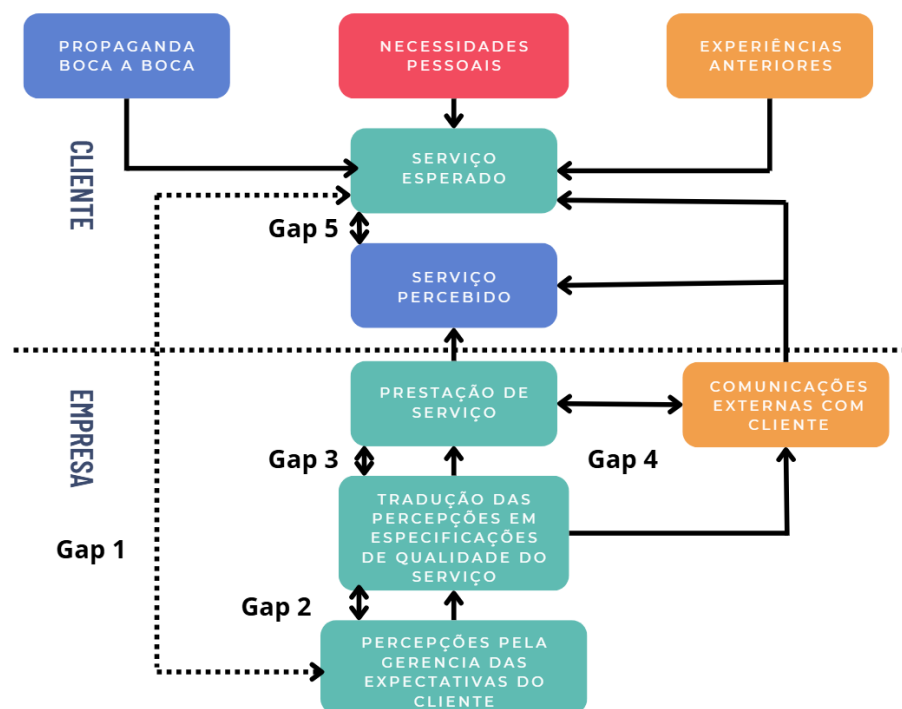 PROPAGANDA
BOCA A BOCA
NECESSIDADES
PESSOAIS
EXPERIÊNCIAS
ANTERIORES
CLIENTE
SERVIÇO
ESPERADO
Gap 5
SERVIÇO
PERCEBIDO
EMPRESA
PRESTAÇÃO DE
SERVIÇO
COMUNICAÇÕES
EXTERNAS COM
CLIENTE
Gap 3
Gap 4
TRADUÇÃO DAS
PERCEPÇÕES EM
ESPECIFICAÇÕES
DE QUALIDADE DO
SERVIÇO
Gap 1
Gap 2
PERCEPÇÕES PELA
GERENCIA DAS
EXPECTATIVAS DO
CLIENTE